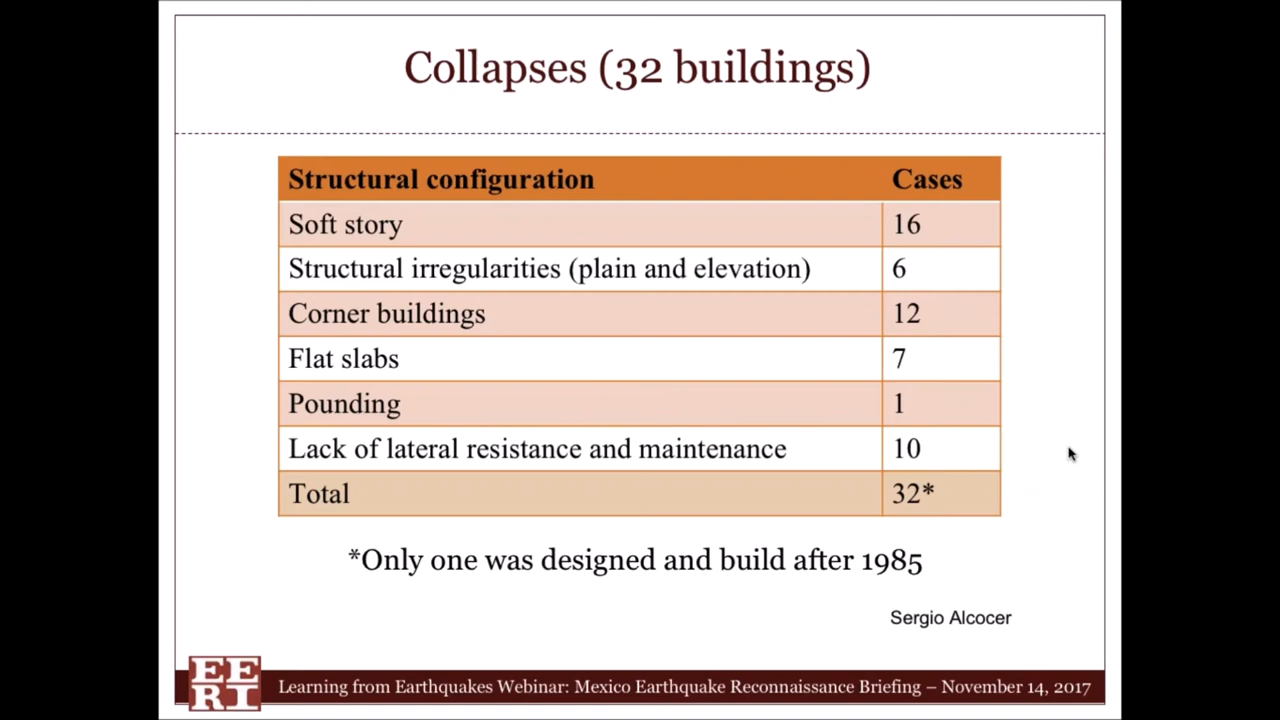 Collapses (32 buildings)
Structural configuration Cases
Soft story 16
Structural irregularities (plain and elevation) 6
Corner buildings 12
Flat slabs 7
Pounding 1
Lack of lateral resistance and maintenance 10
Total 32*
*Only one was designed and build after 1985
Sergio Alcocer
EE
RI
Learning from Earthquakes Webinar: Mexico Earthquake Reconnaissance Briefing – November 14, 2017